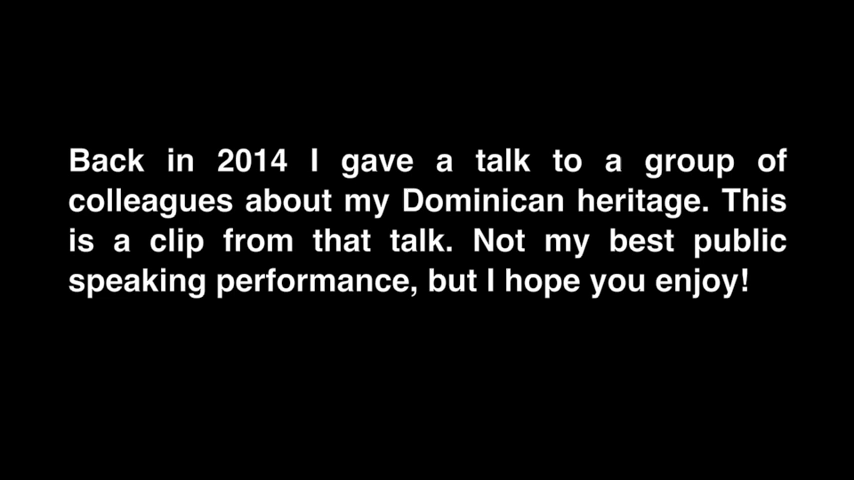 Back in 2014 I gave a talk to a group of
colleagues about my Dominican heritage. This
is a clip from that talk. Not my best public
speaking performance, but I hope you enjoy!